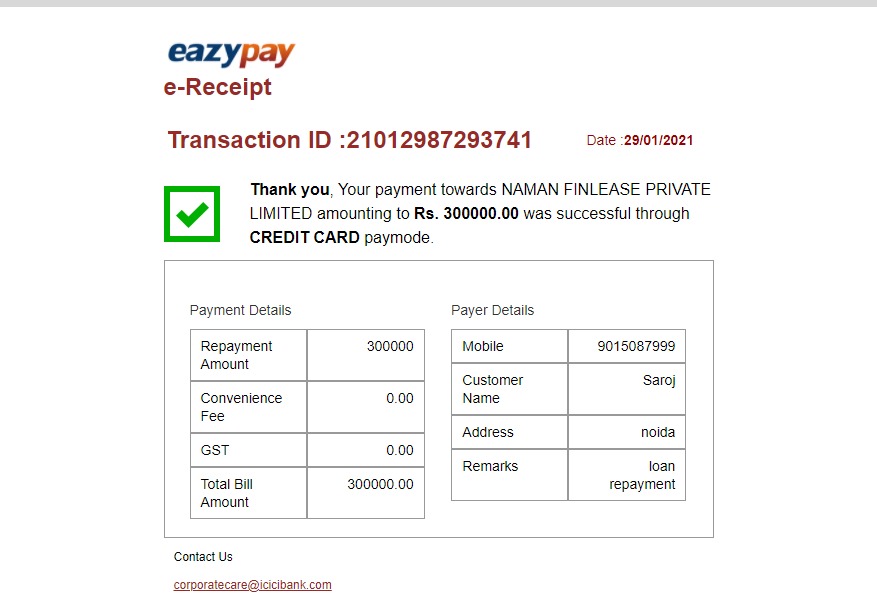 eazypay
e-Receipt
Transaction ID :21012987293741
Date :29/01/2021
Thank you, Your payment towards NAMAN FINLEASE PRIVATE
LIMITED amounting to Rs. 300000.00 was successful through
CREDIT CARD paymode.
Payment Details
Repayment 300000
Amount
Convenience 0.00
Fee
GST 0.00
Total Bill 300000.00
Amount
Payer Details
Mobile 9015087999
Customer Saroj
Name
Address noida
Remarks loan
repayment
Contact Us
corporatecare@icicibank.com